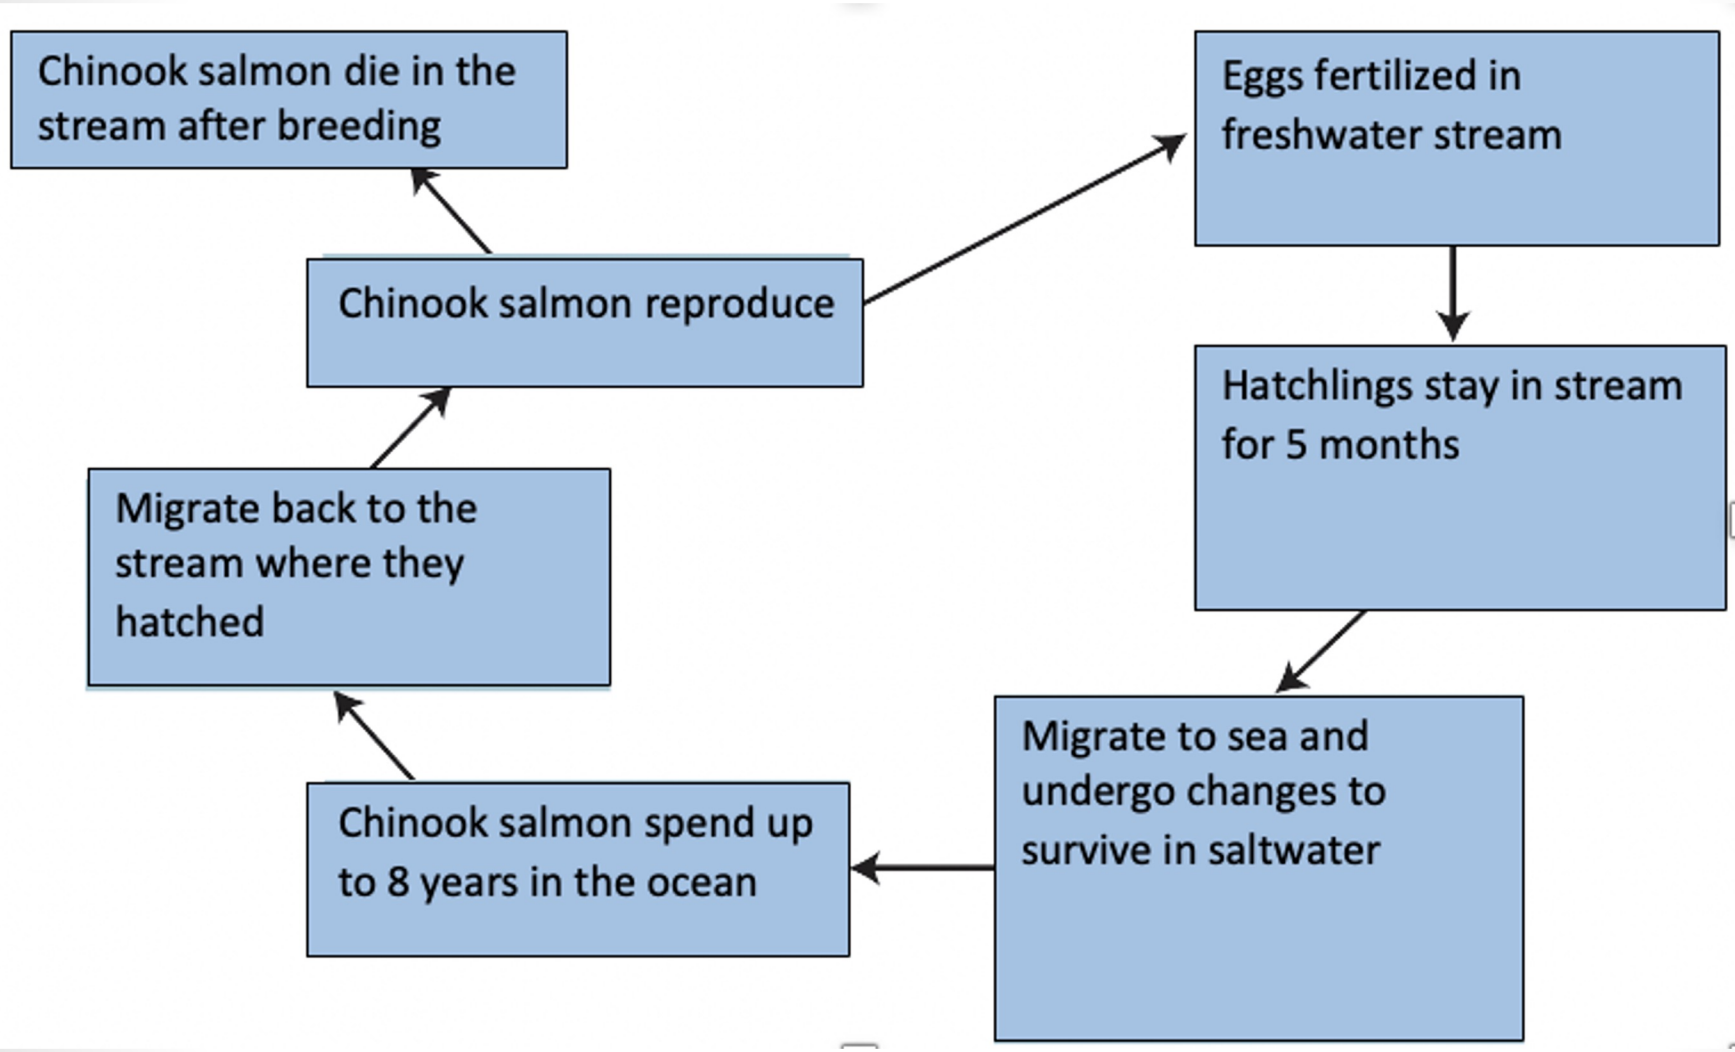 Chinook salmon die in the
stream after breeding
Eggs fertilized in
freshwater stream
Chinook salmon reproduce
Hatchlings stay in stream
for 5 months
Migrate back to the
stream where they
hatched
Migrate to sea and
undergo changes to
survive in saltwater
Chinook salmon spend up
to 8 years in the ocean